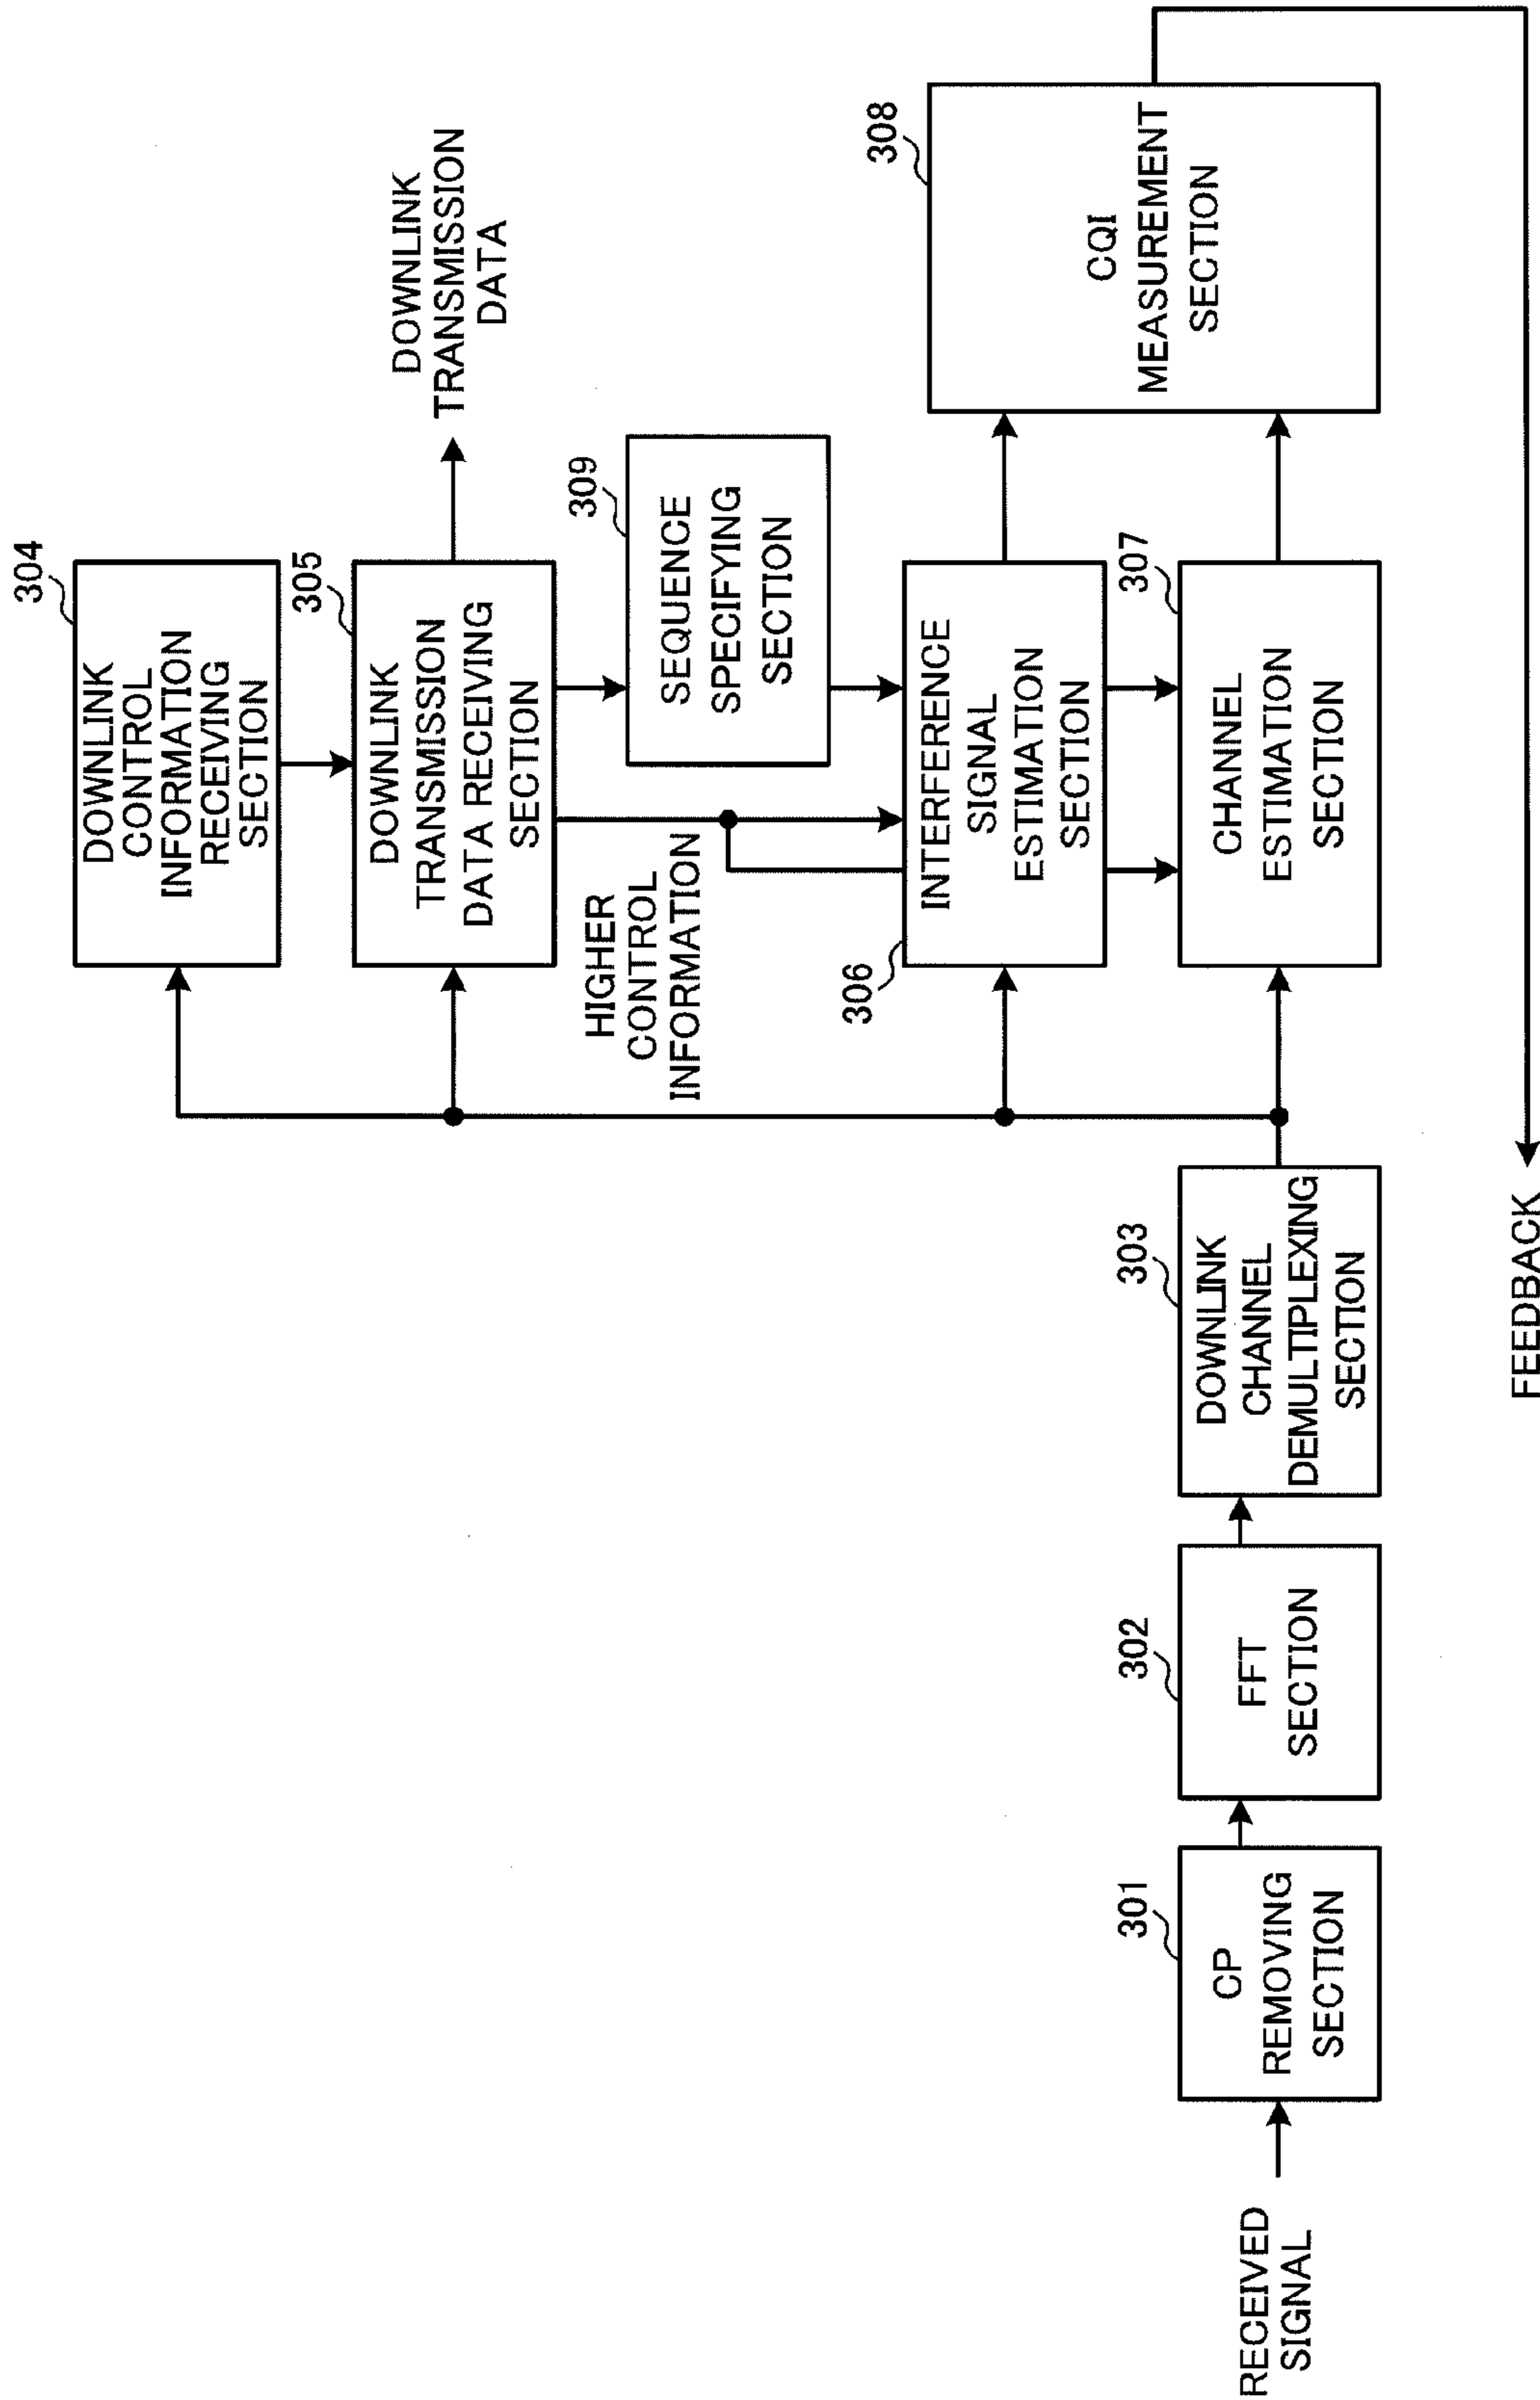 RECEIVED
SIGNAL
301
CP
REMOVING
SECTION
302
FFT
SECTION
303
DOWNLINK
CHANNEL
DEMULTIPLEXING
SECTION
304
DOWNLINK
CONTROL
INFORMATION
RECEIVING
SECTION
305
DOWNLINK
TRANSMISSION
DATA RECEIVING
SECTION
DOWNLINK
TRANSMISSION
DATA
HIGHER
CONTROL
INFORMATION
309
SEQUENCE
SPECIFYING
SECTION
306
INTERFERENCE
SIGNAL
ESTIMATION
SECTION
307
CHANNEL
ESTIMATION
SECTION
308
CQI
MEASUREMENT
SECTION
FEEDBACK